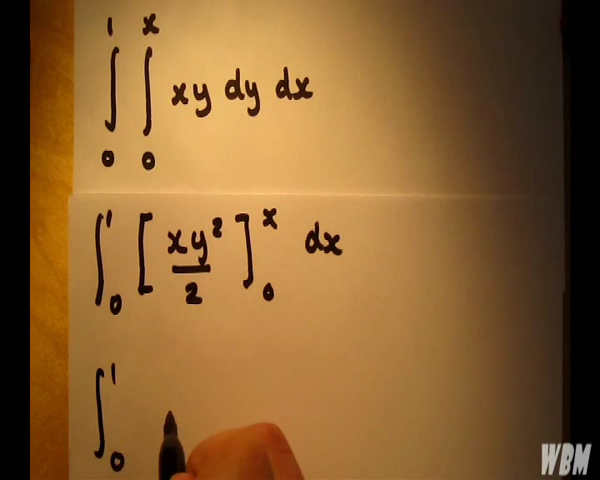 ∫₀¹ ∫₀ˣ xy dy dx
∫₀¹ [xy²/2]₀ˣ dx
∫₀¹
WBM